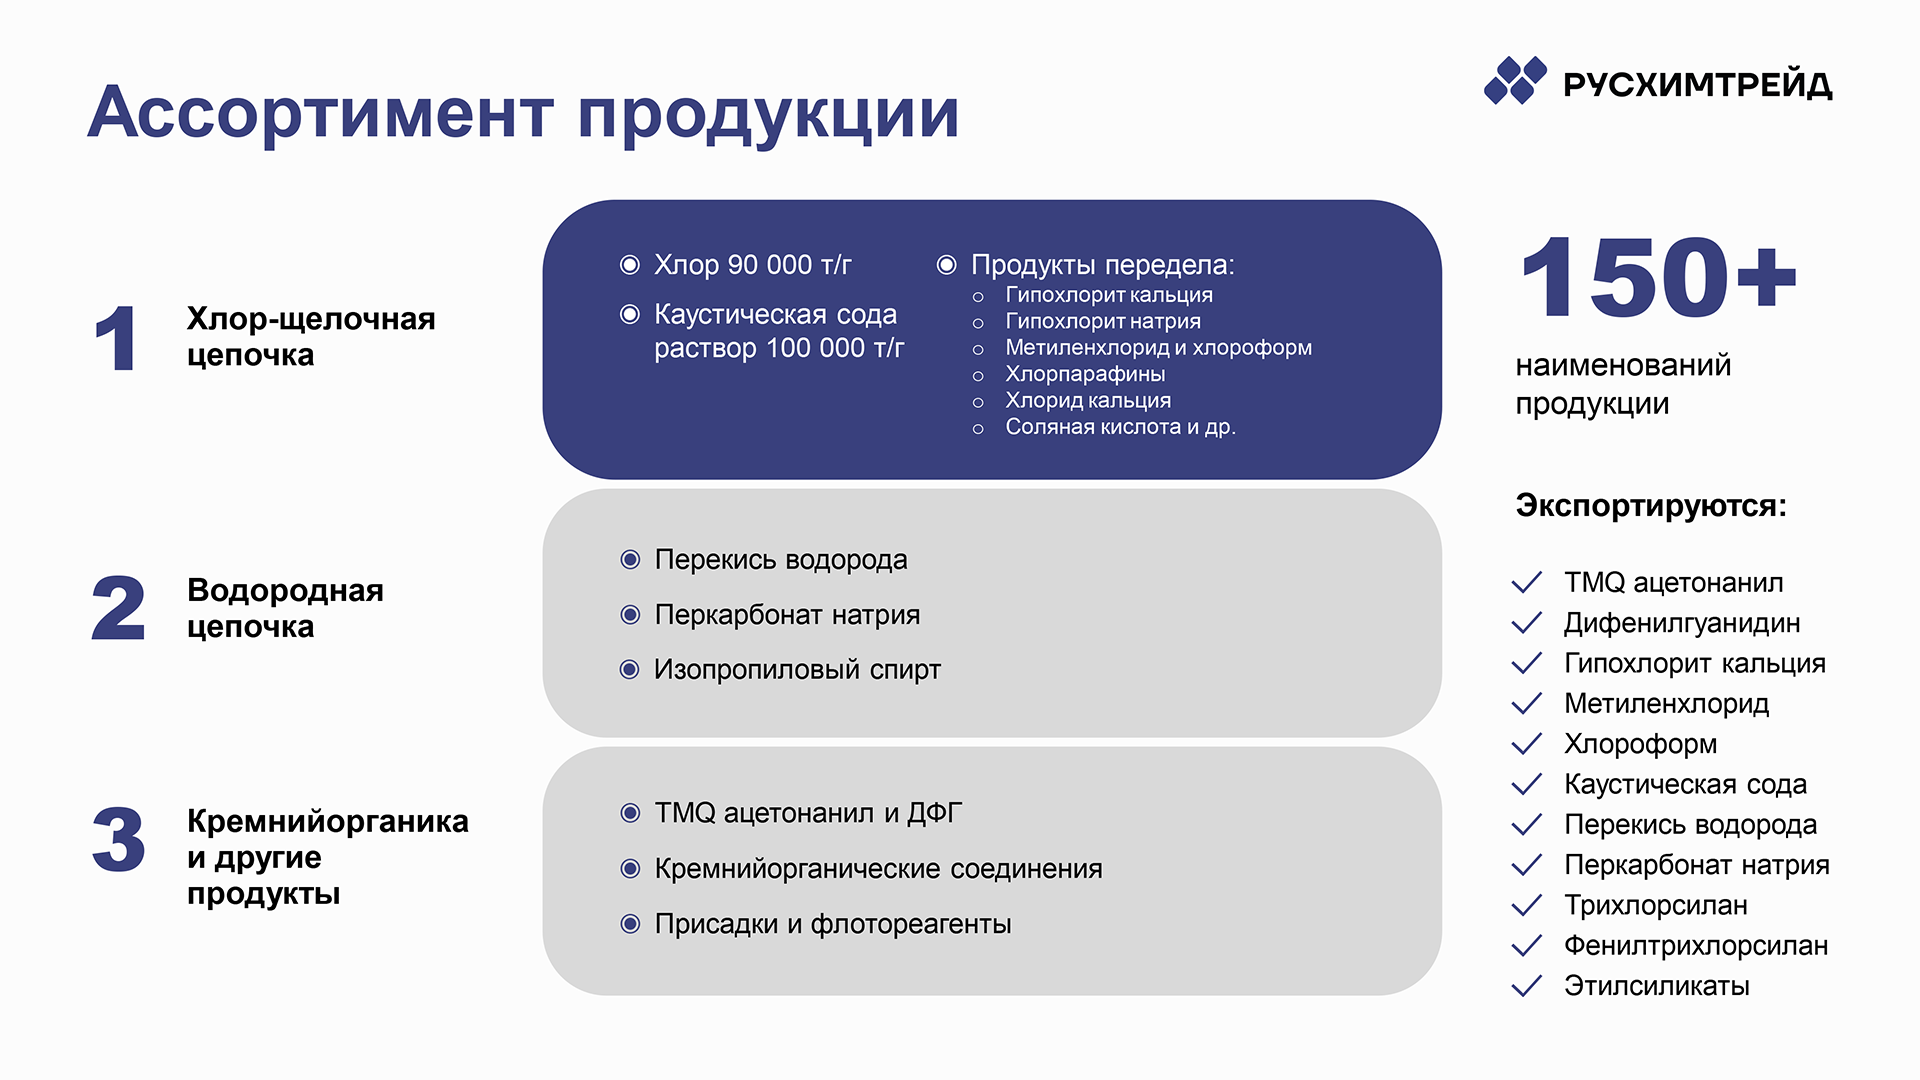 Ассортимент продукции
РУСХИМТРЕЙД
1
Хлор-щелочная
цепочка
Хлор 90 000 т/г
Каустическая сода
раствор 100 000 т/г
Продукты передела:
Гипохлорит кальция
Гипохлорит натрия
Метиленхлорид и хлороформ
Хлорпарафины
Хлорид кальция
Соляная кислота и др.
2
Водородная
цепочка
Перекись водорода
Перкарбонат натрия
Изопропиловый спирт
3
Кремнийорганика
и другие
продукты
TMQ ацетонанил и ДФГ
Кремнийорганические соединения
Присадки и флотореагенты
150+
наименований
продукции
Экспортируются:
TMQ ацетонанил
Дифенилгуанидин
Гипохлорит кальция
Метиленхлорид
Хлороформ
Каустическая сода
Перекись водорода
Перкарбонат натрия
Трихлорсилан
Фенилтрихлорсилан
Этилсиликаты